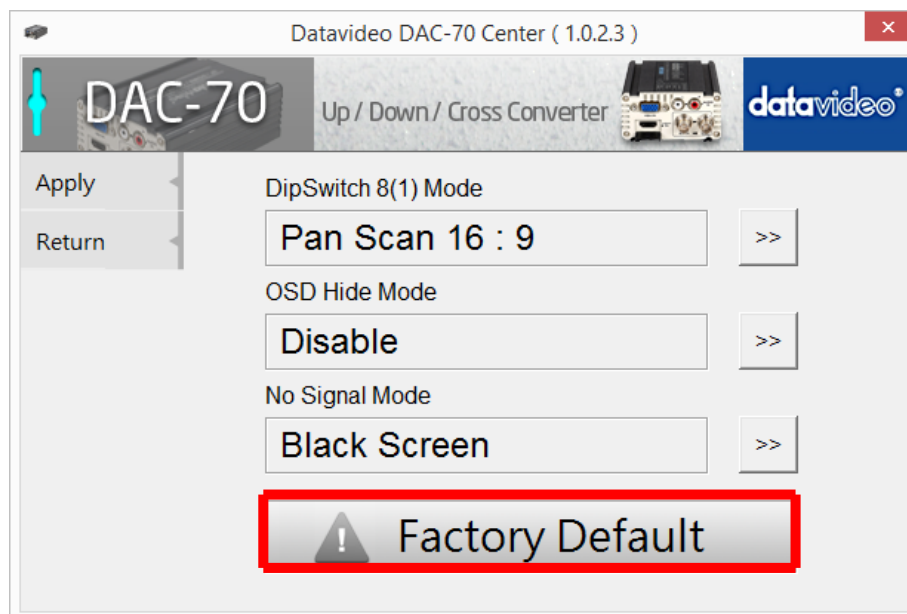 Datavideo DAC-70 Center ( 1.0.2.3 )
DAC-70
Up / Down / Cross Converter
datavideo®
Apply
Return
DipSwitch 8(1) Mode
Pan Scan 16 : 9
>>
OSD Hide Mode
Disable
>>
No Signal Mode
Black Screen
>>
Factory Default